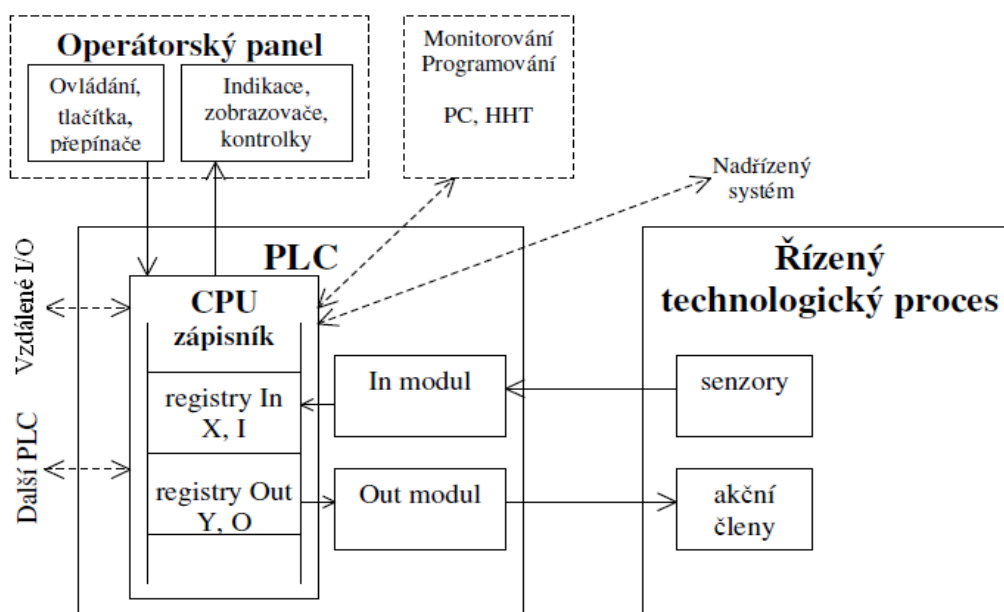 Operátorský panel
Ovládání,
tlačítka,
přepínače
Indikace,
zobrazovače,
kontrolky
Monitorování
Programování
PC, HHT
Nadřízený
systém
Vzdálené I/O
Další PLC
PLC
CPU
zápisník
registry In
X, I
registry Out
Y, O
In modul
Out modul
Řízený
technologický proces
senzory
akční
členy